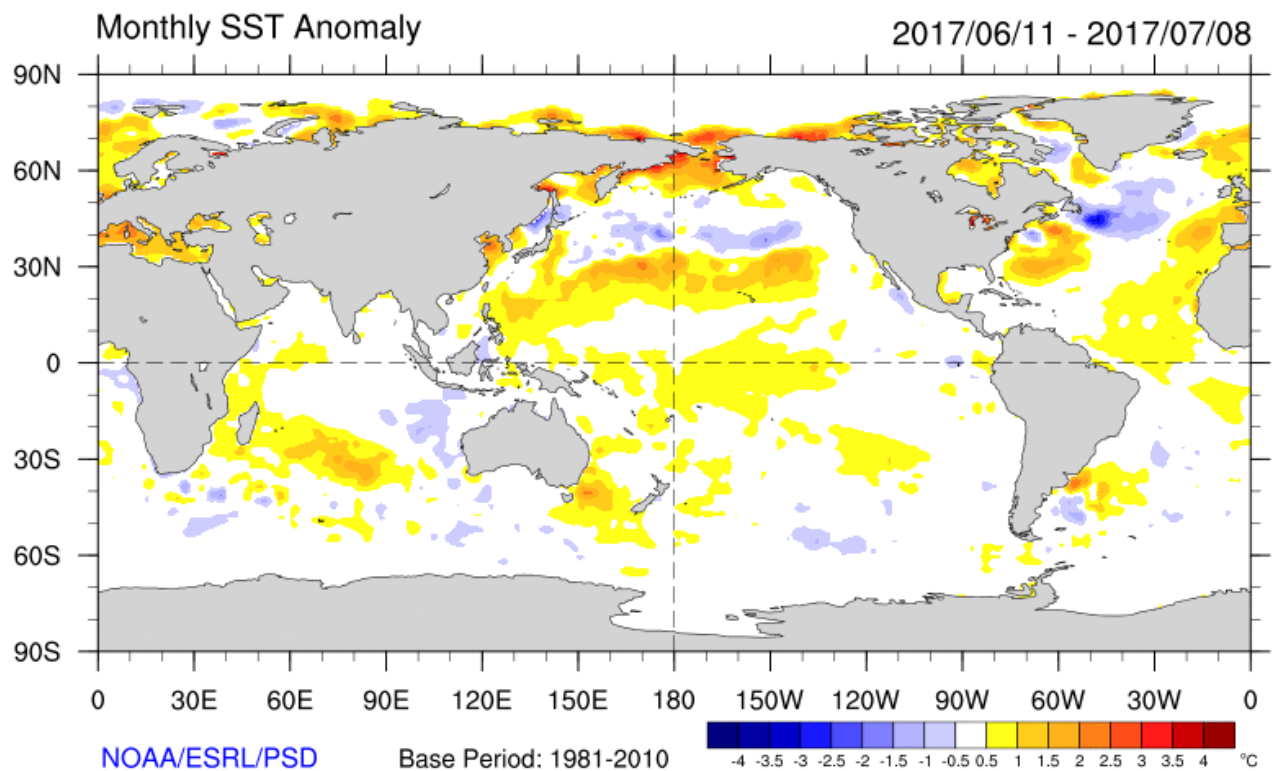 Monthly SST Anomaly 2017/06/11 - 2017/07/08
90N
60N
30N
0
30S
60S
90S
0 30E 60E 90E 120E 150E 180 150W 120W 90W 60W 30W 0
-4 -3.5 -3 -2.5 -2 -1.5 -1 -0.5 0.5 1 1.5 2 2.5 3 3.5 4 °C
NOAA/ESRL/PSD Base Period: 1981-2010